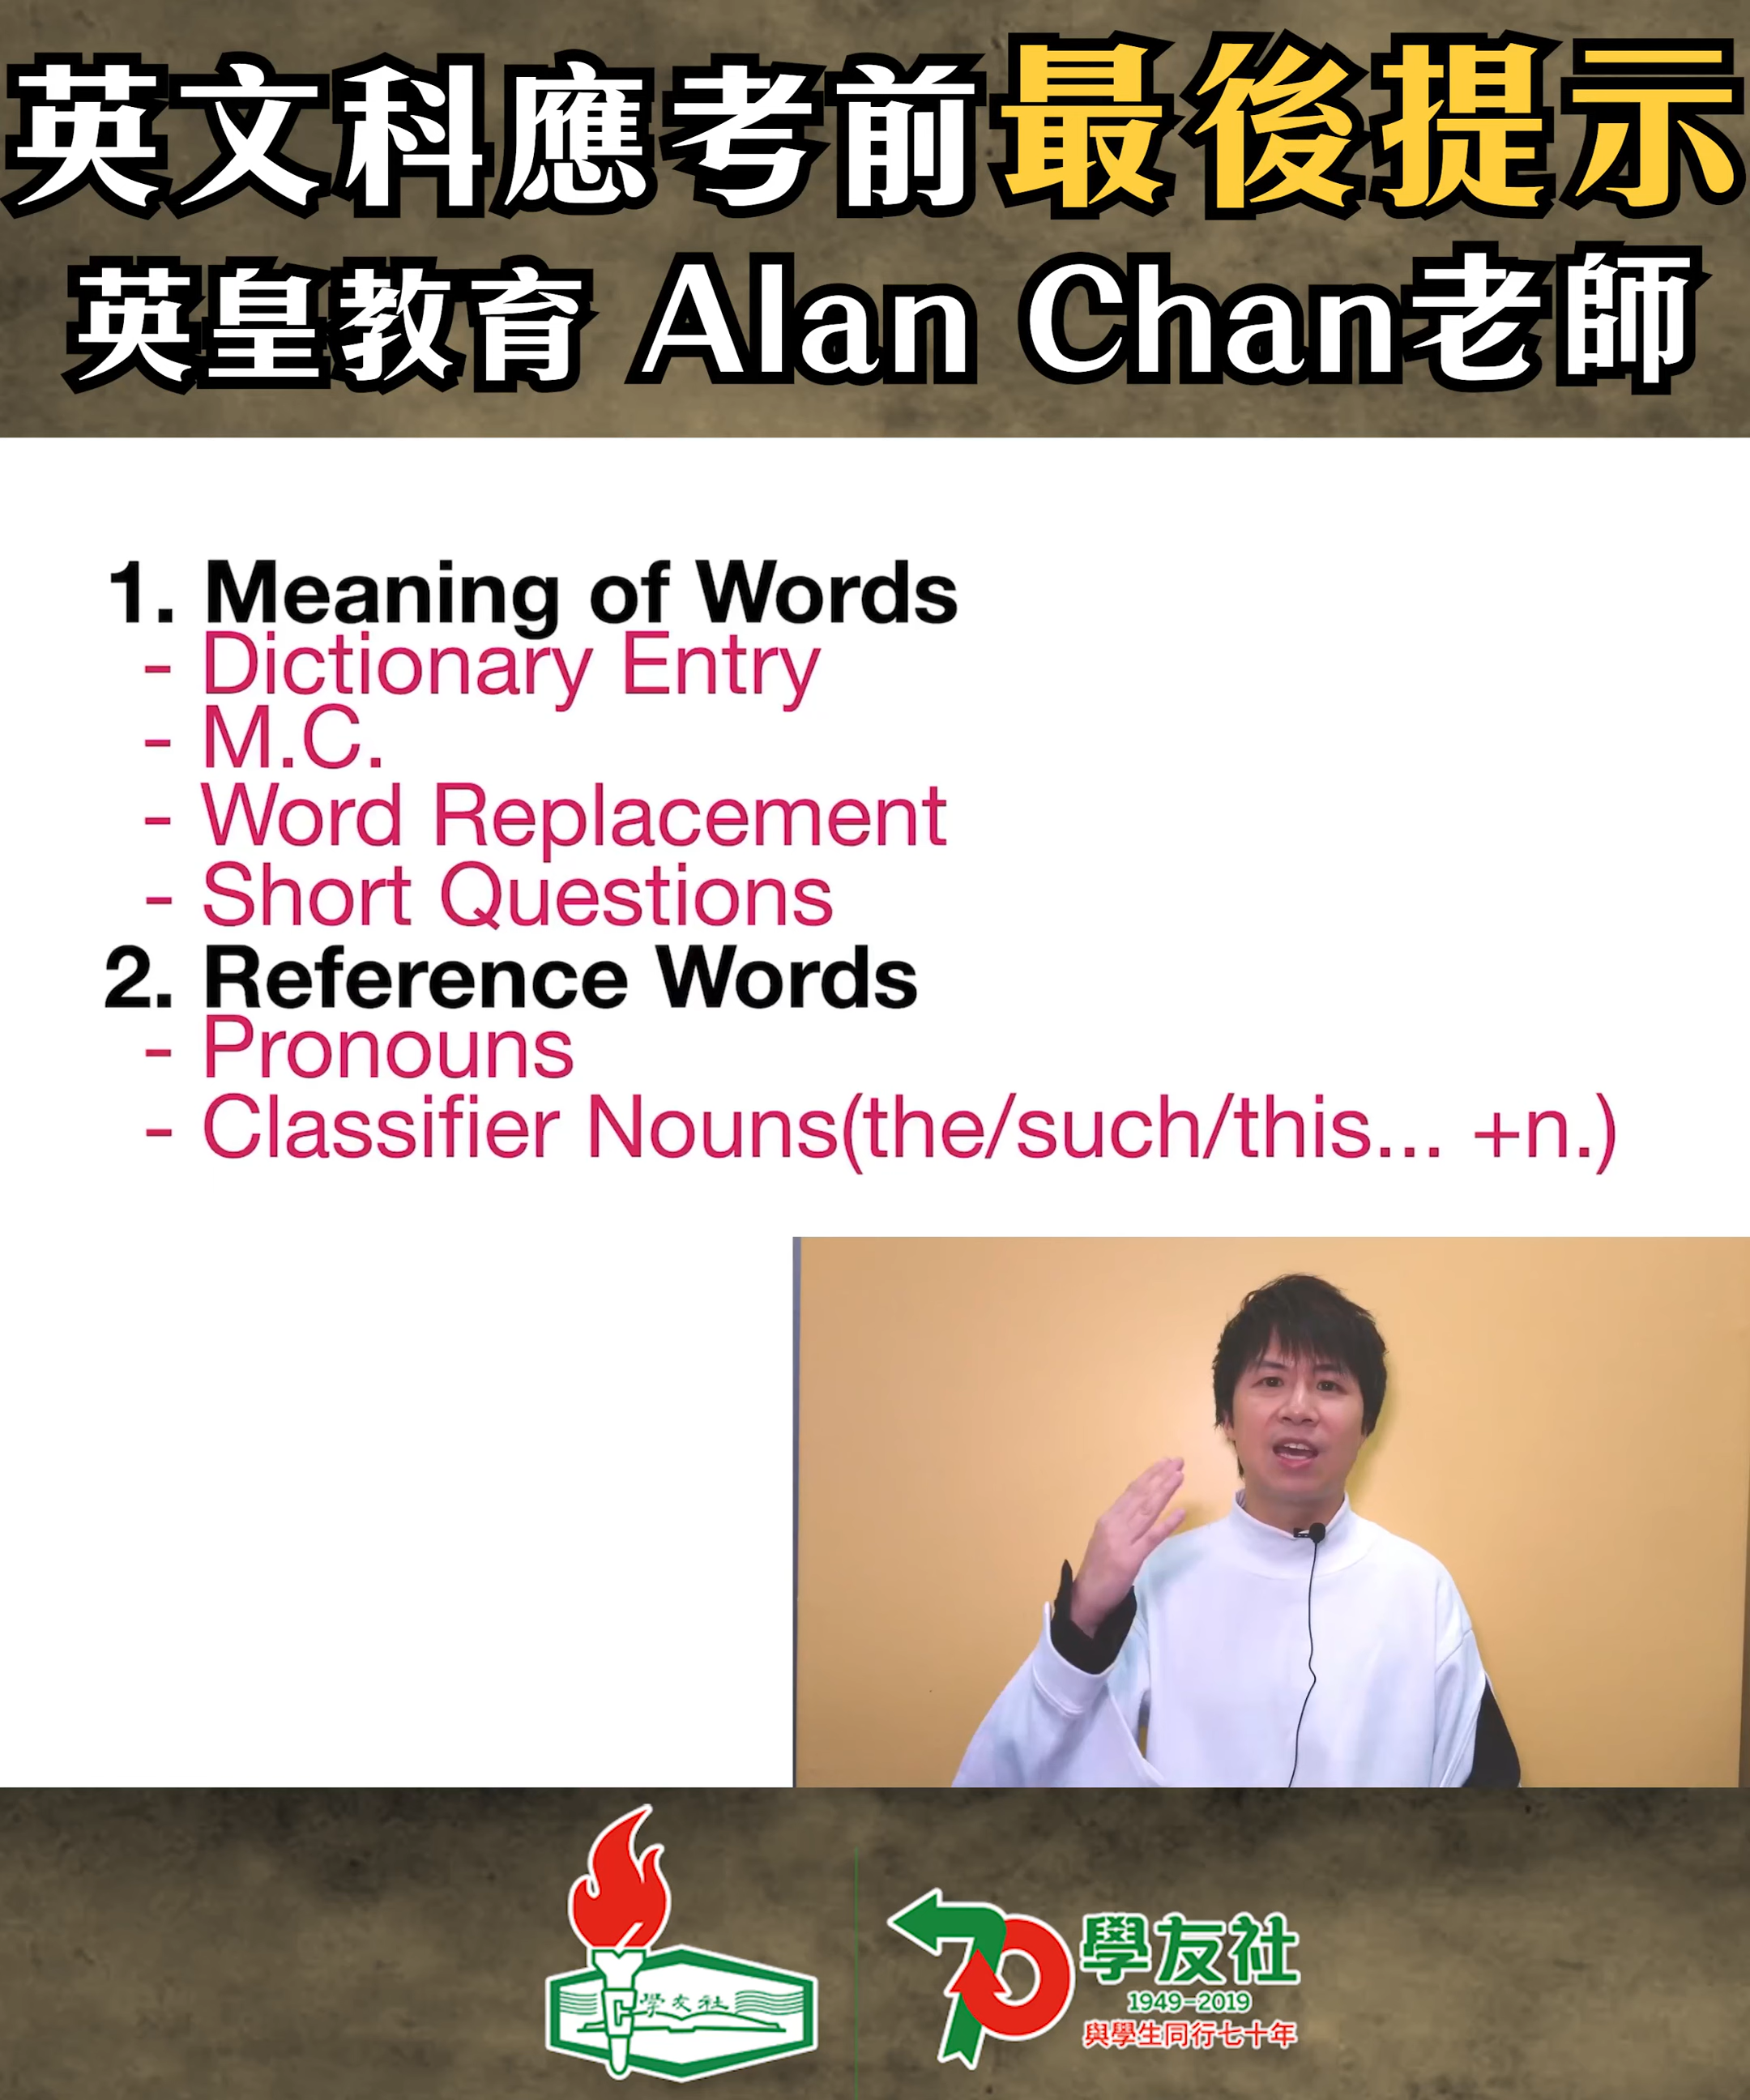 英文科應考前最後提示
英皇教育 Alan Chan老師
1. Meaning of Words
- Dictionary Entry
- M.C.
- Word Replacement
- Short Questions
2. Reference Words
- Pronouns
- Classifier Nouns(the/such/this... +n.)
學友社
YC
70
學友社
1949-2019
與學生同行七十年